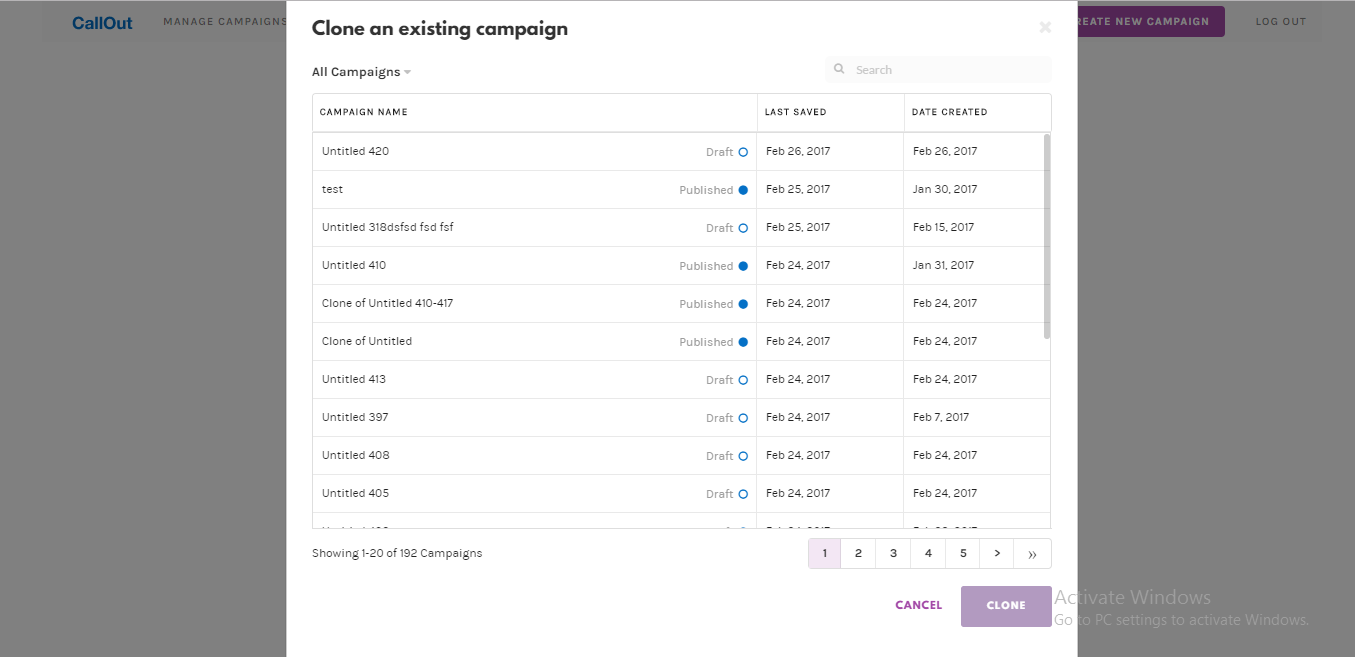 CallOut MANAGE CAMPAIGNS REATE NEW CAMPAIGN LOG OUT
Clone an existing campaign
All Campaigns Search
CAMPAIGN NAME LAST SAVED DATE CREATED
Untitled 420 Draft Feb 26, 2017 Feb 26, 2017
test Published Feb 25, 2017 Jan 30, 2017
Untitled 318dsfsd fsd fsf Draft Feb 25, 2017 Feb 15, 2017
Untitled 410 Published Feb 24, 2017 Jan 31, 2017
Clone of Untitled 410-417 Published Feb 24, 2017 Feb 24, 2017
Clone of Untitled Published Feb 24, 2017 Feb 24, 2017
Untitled 413 Draft Feb 24, 2017 Feb 24, 2017
Untitled 397 Draft Feb 24, 2017 Feb 7, 2017
Untitled 408 Draft Feb 24, 2017 Feb 24, 2017
Untitled 405 Draft Feb 24, 2017 Feb 24, 2017
Showing 1-20 of 192 Campaigns 1 2 3 4 5 > »
CANCEL CLONE
Activate Windows
Go to PC settings to activate Windows.